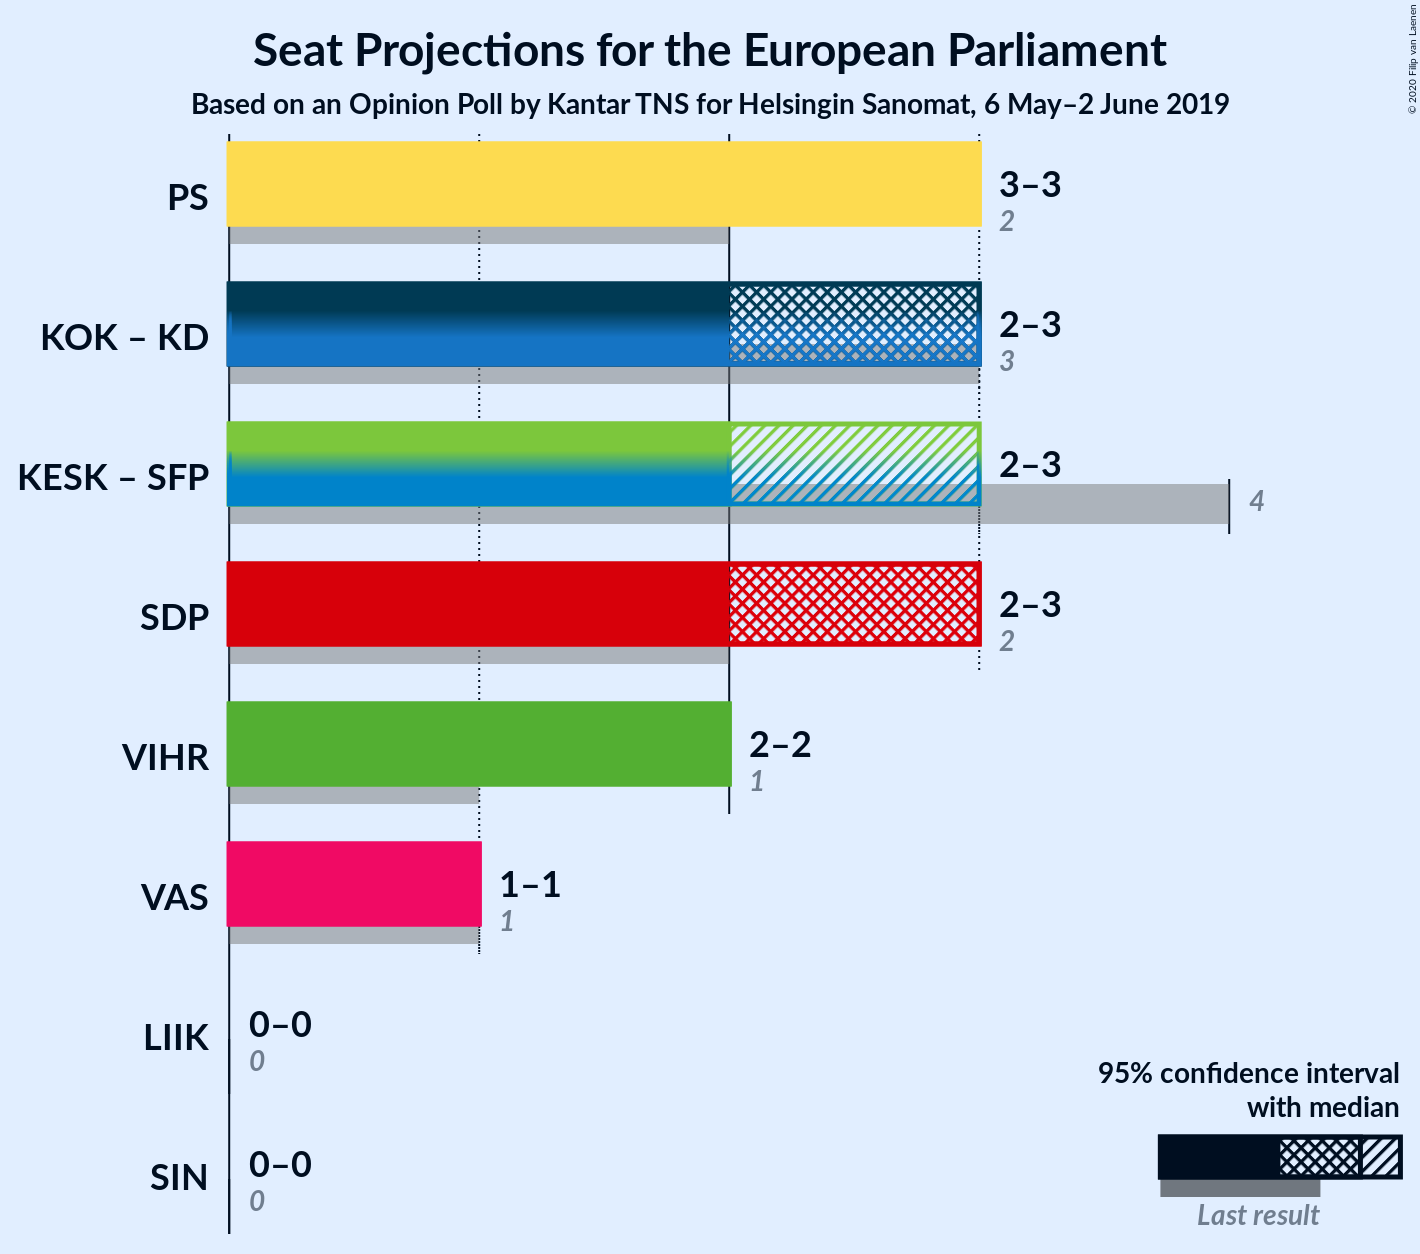 Seat Projections for the European Parliament
Based on an Opinion Poll by Kantar TNS for Helsingin Sanomat, 6 May–2 June 2019
© 2020 Filip van Laenen
PS
3–3
2
KOK – KD
2–3
3
KESK – SFP
2–3
4
SDP
2–3
2
VIHR
2–2
1
VAS
1–1
1
LIIK
0–0
0
SIN
0–0
0
95% confidence interval
with median
Last result